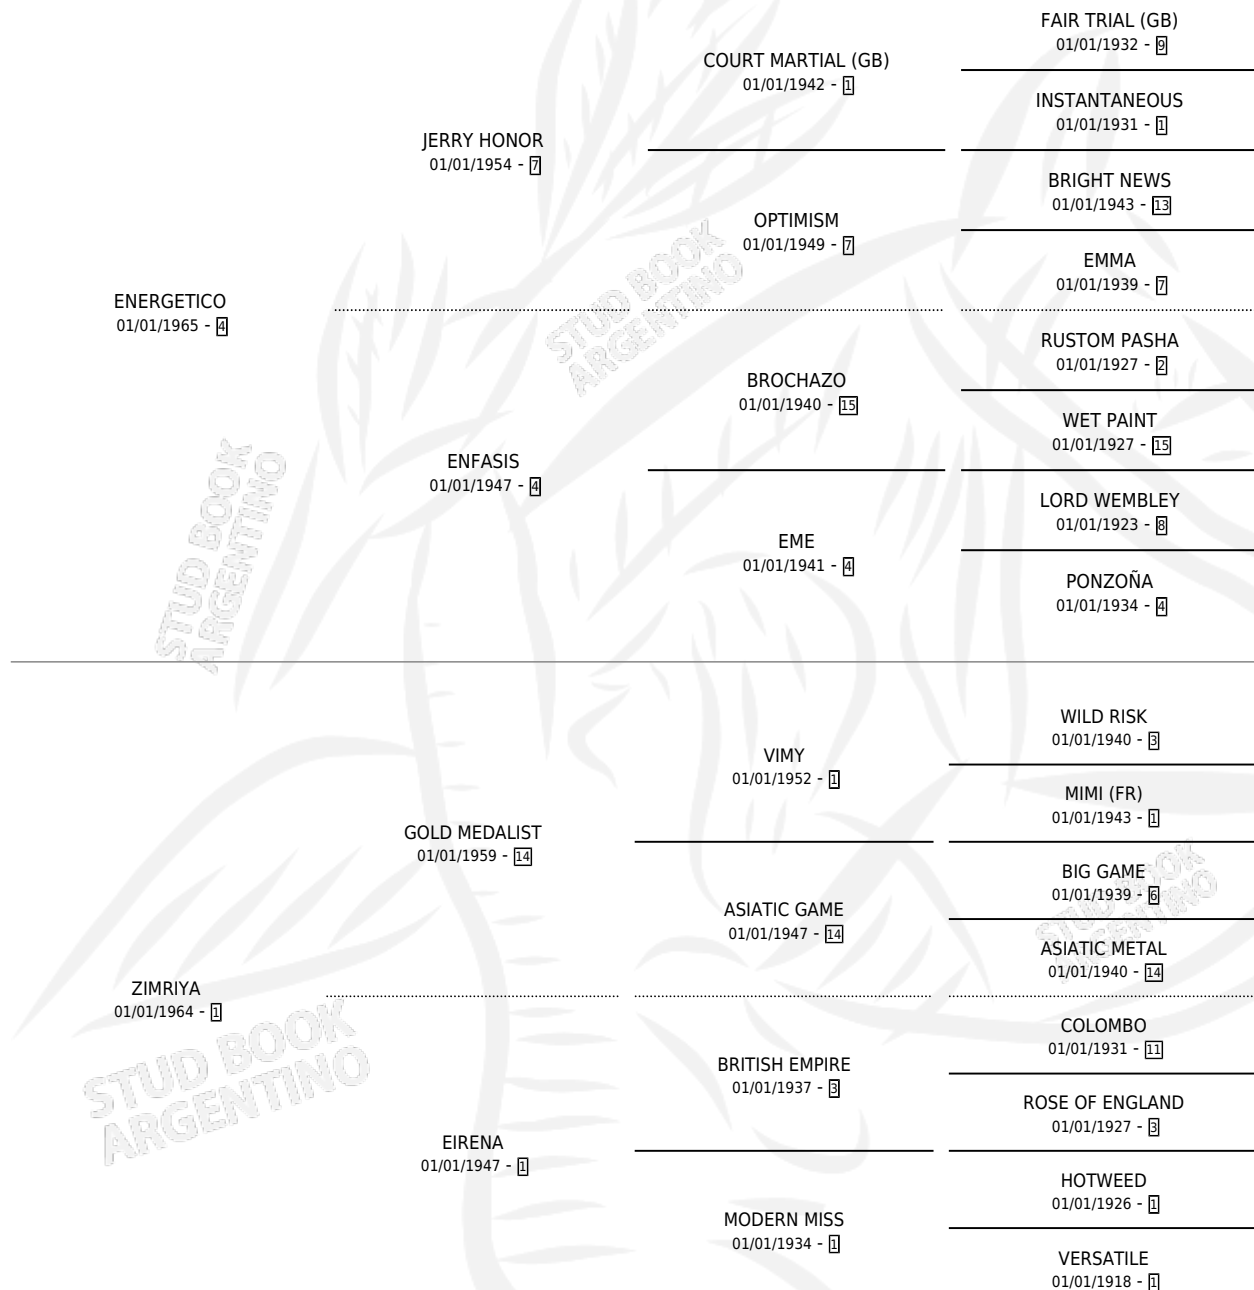 FAIR TRIAL (GB)
01/01/1932 - 9
COURT MARTIAL (GB)
01/01/1942 - 1
INSTANTANEOUS
01/01/1931 - 1
JERRY HONOR
01/01/1954 - 7
BRIGHT NEWS
01/01/1943 - 13
OPTIMISM
01/01/1949 - 7
EMMA
01/01/1939 - 7
ENERGETICO
01/01/1965 - 4
RUSTOM PASHA
01/01/1927 - 2
BROCHAZO
01/01/1940 - 15
WET PAINT
01/01/1927 - 15
ENFASIS
01/01/1947 - 4
LORD WEMBLEY
01/01/1923 - 8
EME
01/01/1941 - 4
PONZOÑA
01/01/1934 - 4
WILD RISK
01/01/1940 - 3
VIMY
01/01/1952 - 1
MIMI (FR)
01/01/1943 - 1
GOLD MEDALIST
01/01/1959 - 14
BIG GAME
01/01/1939 - 6
ASIATIC GAME
01/01/1947 - 14
ASIATIC METAL
01/01/1940 - 14
ZIMRIYA
01/01/1964 - 1
COLOMBO
01/01/1931 - 11
BRITISH EMPIRE
01/01/1937 - 3
ROSE OF ENGLAND
01/01/1927 - 3
EIRENA
01/01/1947 - 1
HOTWEED
01/01/1926 - 1
MODERN MISS
01/01/1934 - 1
VERSATILE
01/01/1918 - 1
STUD BOOK
ARGENTINO
STUD BOOK
ARGENTINO
STUD BOOK
ARGENTINO
STUD BOOK
ARGENTINO